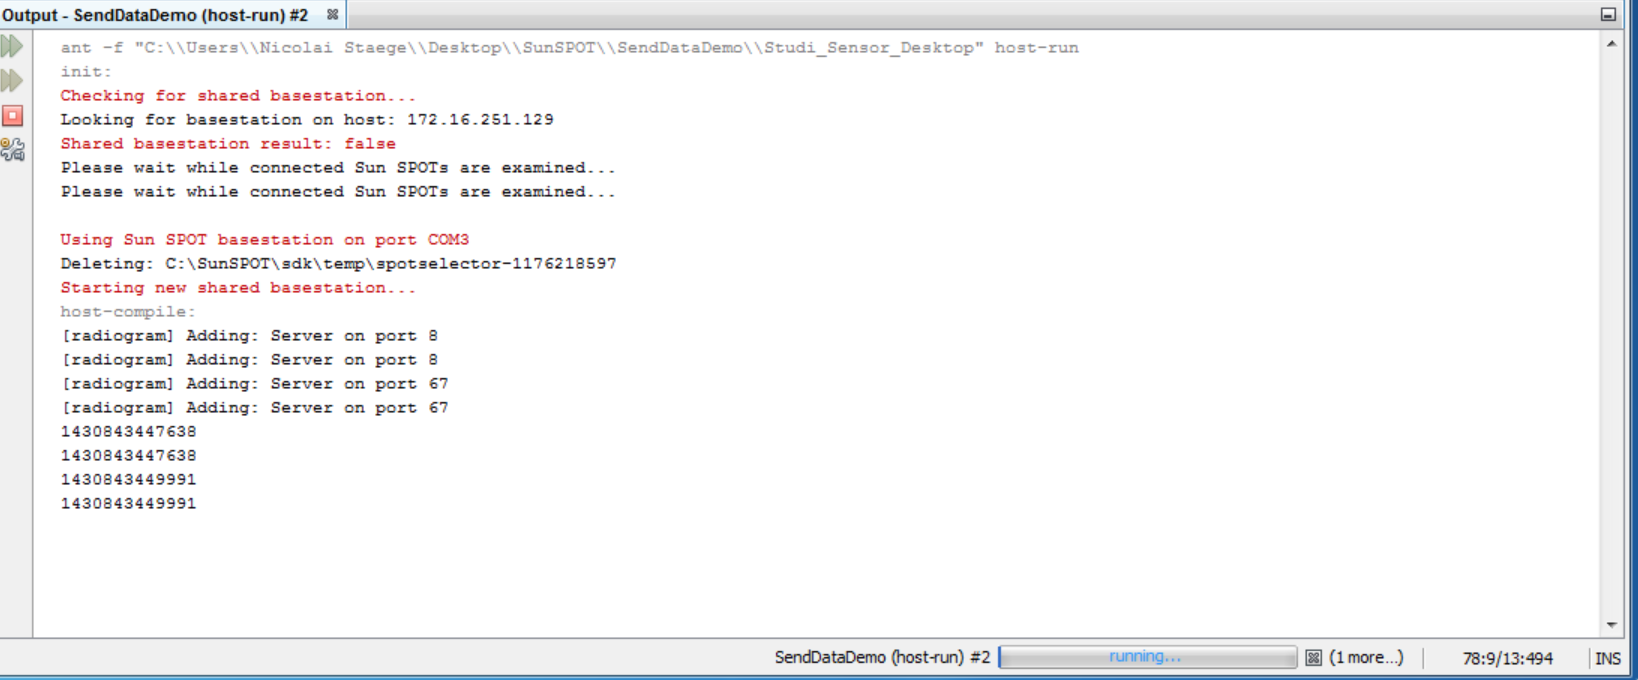 Output - SendDataDemo (host-run) #2
ant -f "C:\\Users\\Nicolai Staege\\Desktop\\SunSPOT\\SendDataDemo\\Studi_Sensor_Desktop" host-run
init:
Checking for shared basestation...
Looking for basestation on host: 172.16.251.129
Shared basestation result: false
Please wait while connected Sun SPOTs are examined...
Please wait while connected Sun SPOTs are examined...
Using Sun SPOT basestation on port COM3
Deleting: C:\SunSPOT\sdk\temp\spotselector-1176218597
Starting new shared basestation...
host-compile:
[radiogram] Adding: Server on port 8
[radiogram] Adding: Server on port 8
[radiogram] Adding: Server on port 67
[radiogram] Adding: Server on port 67
1430843447638
1430843447638
1430843449991
1430843449991
SendDataDemo (host-run) #2 running... (1 more...) 78:9/13:494 INS